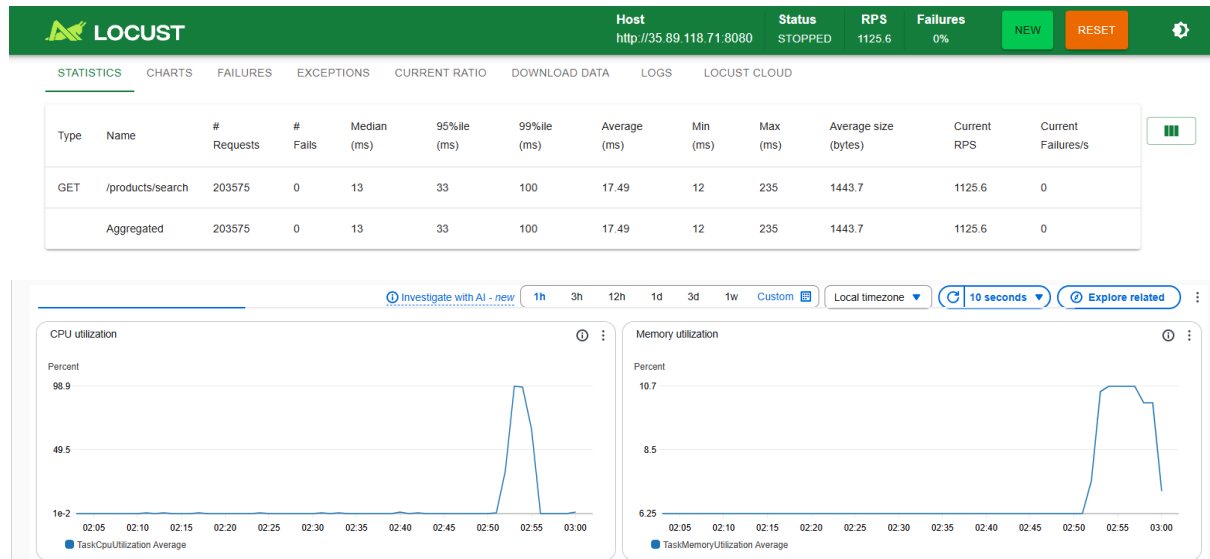 LOCUST
Host
http://35.89.118.71:8080
Status
STOPPED
RPS
1125.6
Failures
0%
NEW
RESET
STATISTICS CHARTS FAILURES EXCEPTIONS CURRENT RATIO DOWNLOAD DATA LOGS LOCUST CLOUD
Type Name # Requests # Fails Median (ms) 95%ile (ms) 99%ile (ms) Average (ms) Min (ms) Max (ms) Average size (bytes) Current RPS Current Failures/s
GET /products/search 203575 0 13 33 100 17.49 12 235 1443.7 1125.6 0
Aggregated 203575 0 13 33 100 17.49 12 235 1443.7 1125.6 0
Investigate with AI - new 1h 3h 12h 1d 3d 1w Custom Local timezone 10 seconds Explore related
CPU utilization
Percent
98.9
49.5
1e-2
02:05 02:10 02:15 02:20 02:25 02:30 02:35 02:40 02:45 02:50 02:55 03:00
TaskCpuUtilization Average
Memory utilization
Percent
10.7
8.5
6.25
02:05 02:10 02:15 02:20 02:25 02:30 02:35 02:40 02:45 02:50 02:55 03:00
TaskMemoryUtilization Average